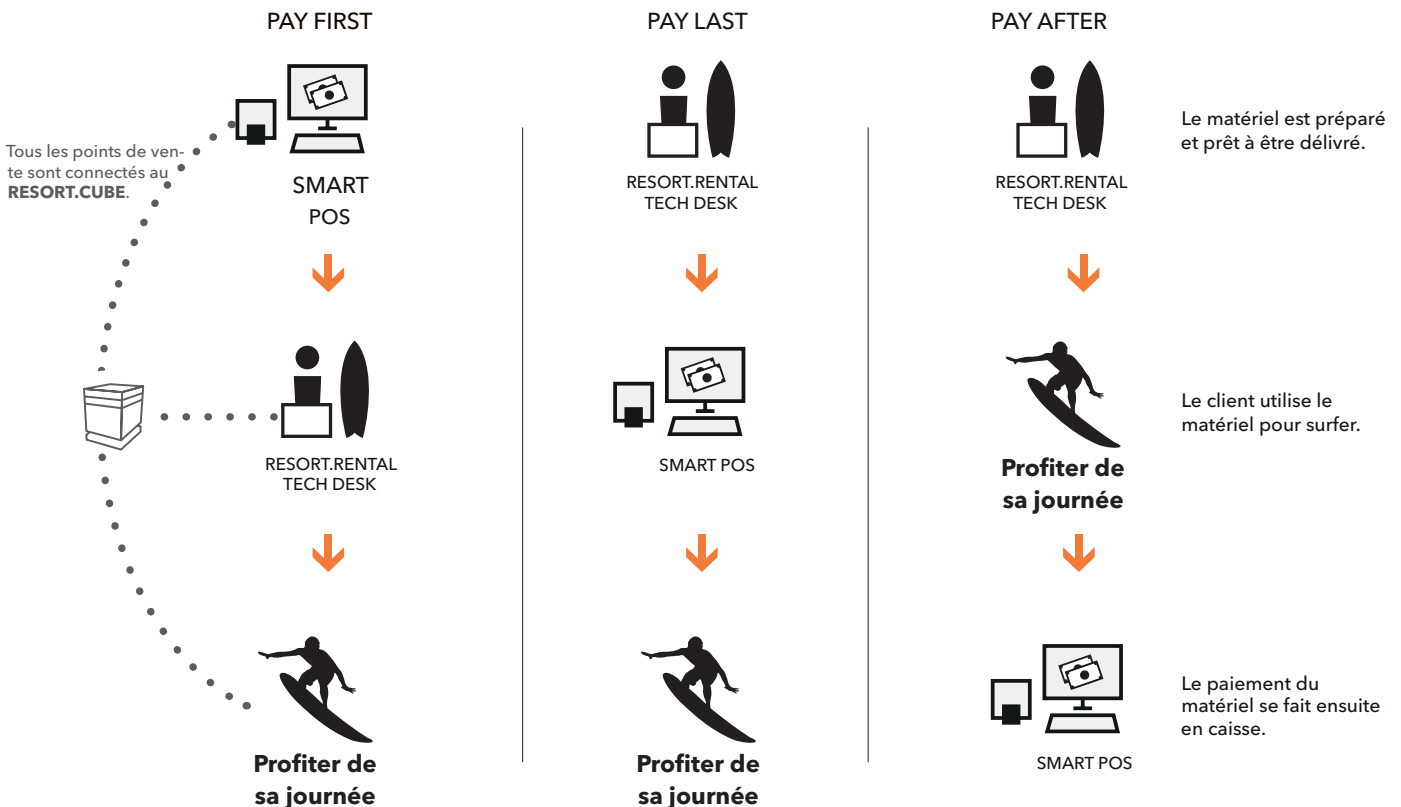 PAY FIRST
Tous les points de ven-
te sont connectés au
RESORT.CUBE.
SMART
POS
RESORT.RENTAL
TECH DESK
Profiter de
sa journée
PAY LAST
RESORT.RENTAL
TECH DESK
SMART POS
Profiter de
sa journée
PAY AFTER
RESORT.RENTAL
TECH DESK
Le matériel est préparé
et prêt à être délivré.
Profiter de
sa journée
Le client utilise le
matériel pour surfer.
SMART POS
Le paiement du
matériel se fait ensuite
en caisse.